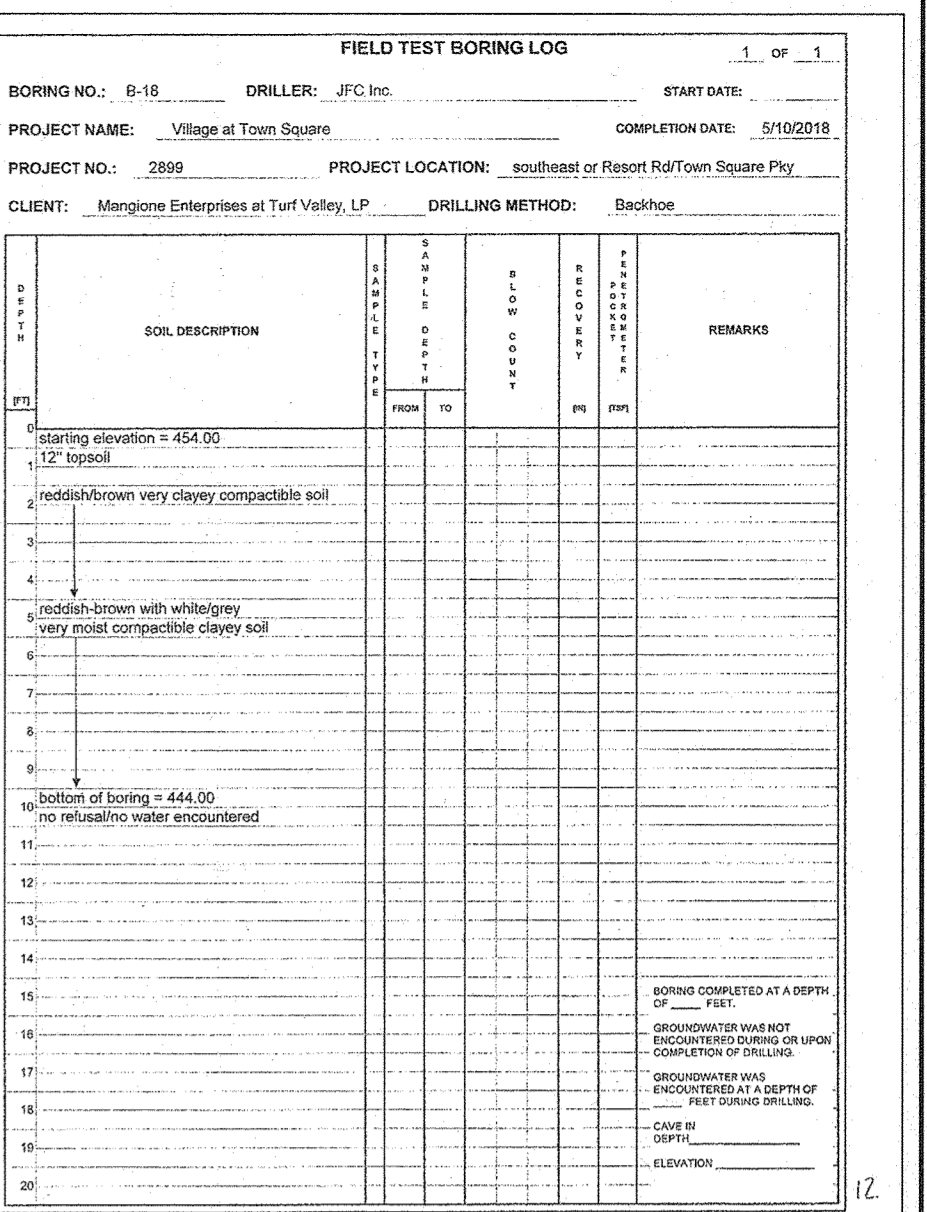 FIELD TEST BORING LOG
1 OF 1
BORING NO.: B-18 DRILLER: JFC Inc. START DATE:
PROJECT NAME: Village at Town Square COMPLETION DATE: 5/10/2018
PROJECT NO.: 2899 PROJECT LOCATION: southeast or Resort Rd/Town Square Pky
CLIENT: Mangione Enterprises at Turf Valley, LP DRILLING METHOD: Backhoe
DEPTH [FT] SOIL DESCRIPTION SAMPLE TYPE SAMPLE DEPTH FROM TO BLOW COUNT RECOVERY [IN] POCKET PENETROMETER [TSF] REMARKS
0
starting elevation = 454.00
12" topsoil
1
reddish/brown very clayey compactible soil
2
3
4
reddish-brown with white/grey
5
very moist compactible clayey soil
6
7
8
9
bottom of boring = 444.00
10
no refusal/no water encountered
11
12
13
14
15
BORING COMPLETED AT A DEPTH
OF ____ FEET.
16
GROUNDWATER WAS NOT
ENCOUNTERED DURING OR UPON
COMPLETION OF DRILLING.
17
GROUNDWATER WAS
ENCOUNTERED AT A DEPTH OF
____ FEET DURING DRILLING.
18
CAVE IN
DEPTH
19
ELEVATION
20
12.